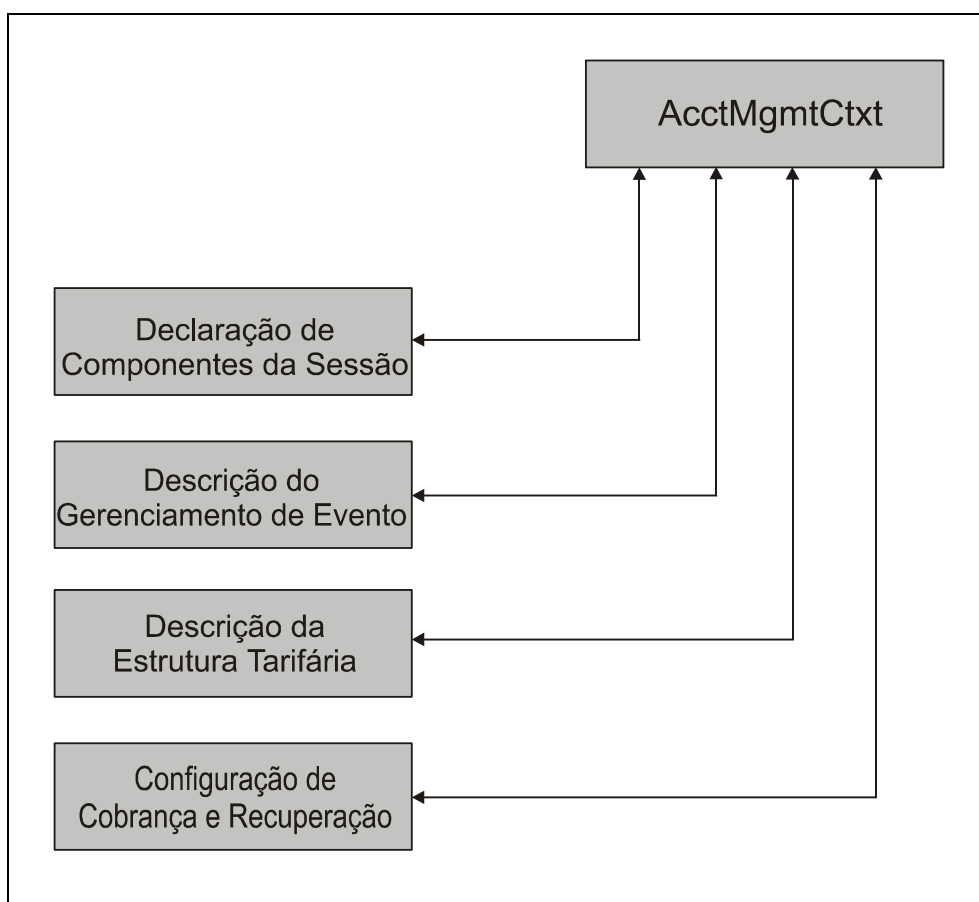 AcctMgmtCtxt
Declaração de
Componentes da Sessão
Descrição do
Gerenciamento de Evento
Descrição da
Estrutura Tarifária
Configuração de
Cobrança e Recuperação